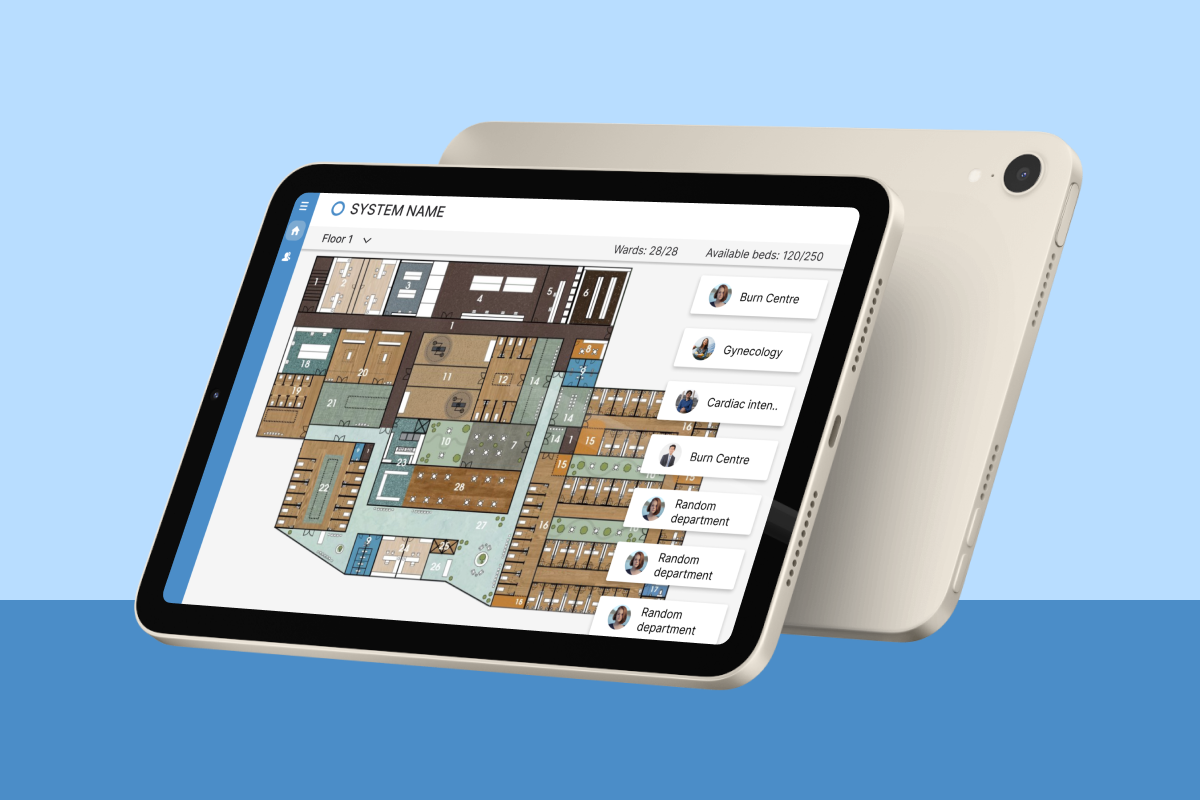 SYSTEM NAME
Floor 1
Wards: 28/28
Available beds: 120/250
Burn Centre
Gynecology
Cardiac inten..
Burn Centre
Random
department
Random
department
Random
department
1
2
3
4
5
6
1
8
9
18
20
11
12
14
19
21
14
16
10
7
14
1
15
23
15
22
28
16
27
9
26
17
16